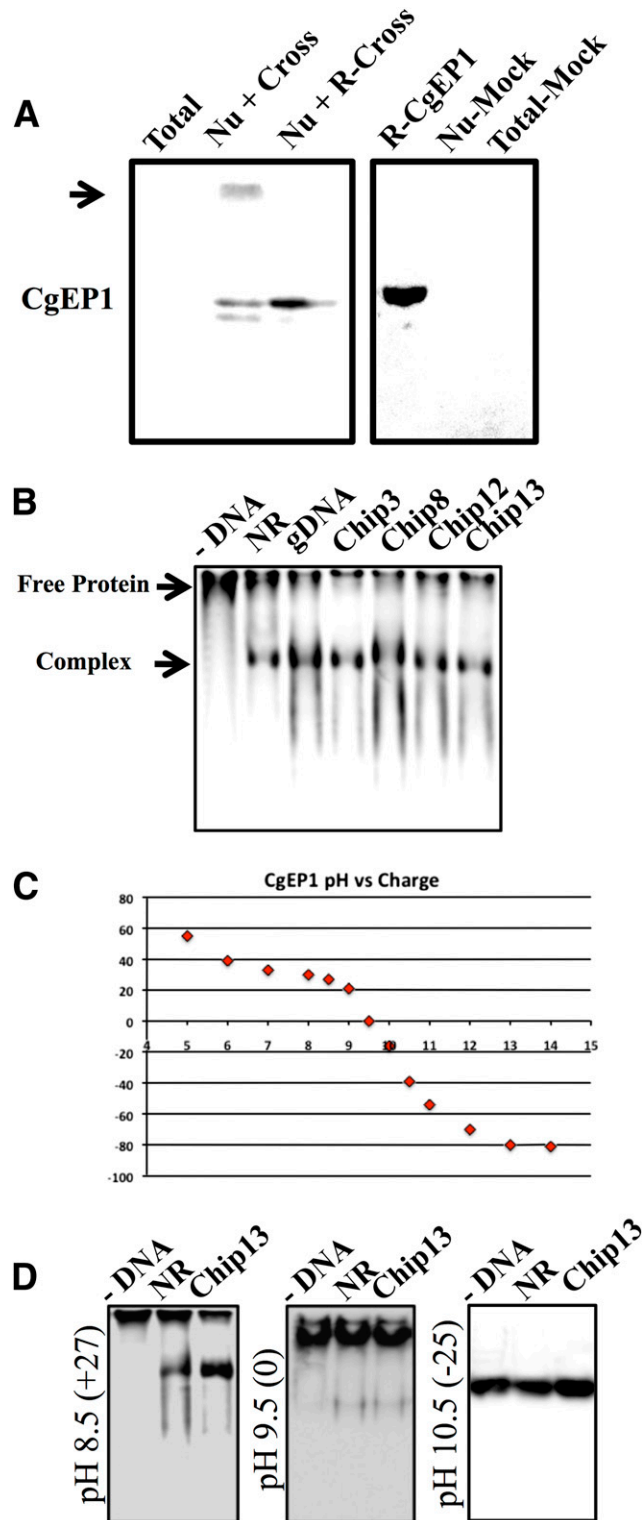 A
Total
Nu + Cross
Nu + R-Cross
R-CgEP1
Nu-Mock
Total-Mock
CgEP1
B
- DNA
NR
gDNA
Chip3
Chip8
Chip12
Chip13
Free Protein
Complex
C
CgEP1 pH vs Charge
80
60
40
20
0
4 5 6 7 8 9 10 11 12 13 14 15
-20
-40
-60
-80
-100
D
- DNA
NR
Chip13
pH 8.5 (+27)
- DNA
NR
Chip13
pH 9.5 (0)
- DNA
NR
Chip13
pH 10.5 (-25)